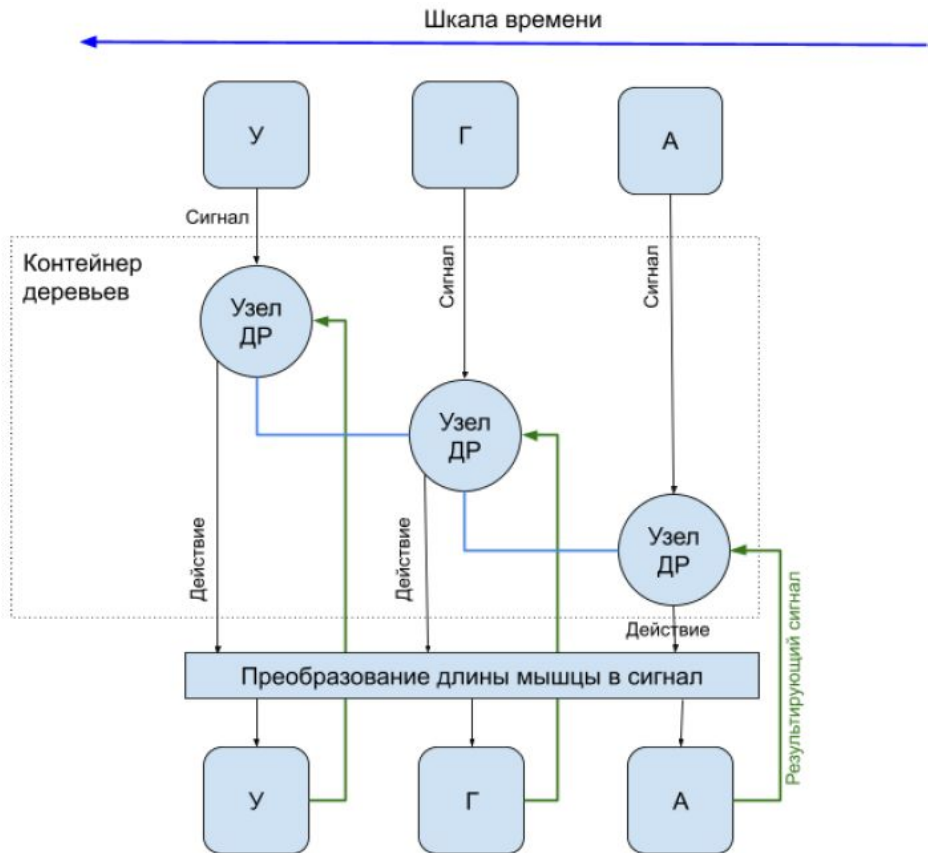 Шкала времени
У
Г
А
Сигнал
Сигнал
Сигнал
Контейнер
деревьев
Узел
ДР
Узел
ДР
Узел
ДР
Действие
Действие
Действие
Результирующий сигнал
Преобразование длины мышцы в сигнал
У
Г
А